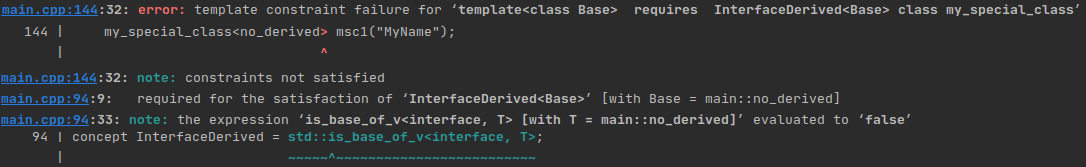 main.cpp:144:32: error: template constraint failure for ‘template<class Base>  requires  InterfaceDerived<Base> class my_special_class’
144 |     my_special_class<no_derived> msc1("MyName");
|                                ^
main.cpp:144:32: note: constraints not satisfied
main.cpp:94:9:   required for the satisfaction of ‘InterfaceDerived<Base>’ [with Base = main::no_derived]
main.cpp:94:33: note: the expression ‘is_base_of_v<interface, T> [with T = main::no_derived]’ evaluated to ‘false’
94 | concept InterfaceDerived = std::is_base_of_v<interface, T>;
|                            ~~~~~^~~~~~~~~~~~~~~~~~~~~~~~~~